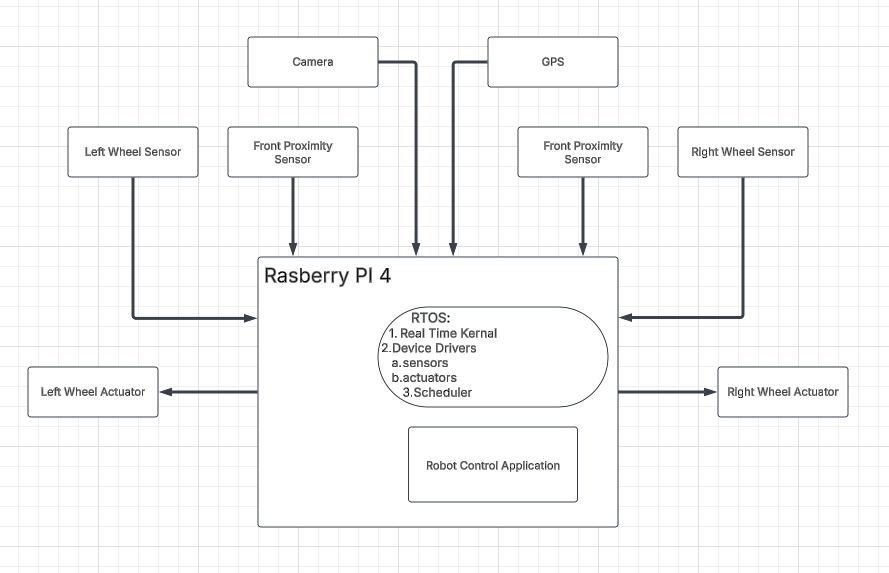 Camera
GPS
Left Wheel Sensor
Front Proximity
Sensor
Front Proximity
Sensor
Right Wheel Sensor
Rasberry PI 4
RTOS:
1. Real Time Kernal
2.Device Drivers
a.sensors
b.actuators
3.Scheduler
Left Wheel Actuator
Right Wheel Actuator
Robot Control Application